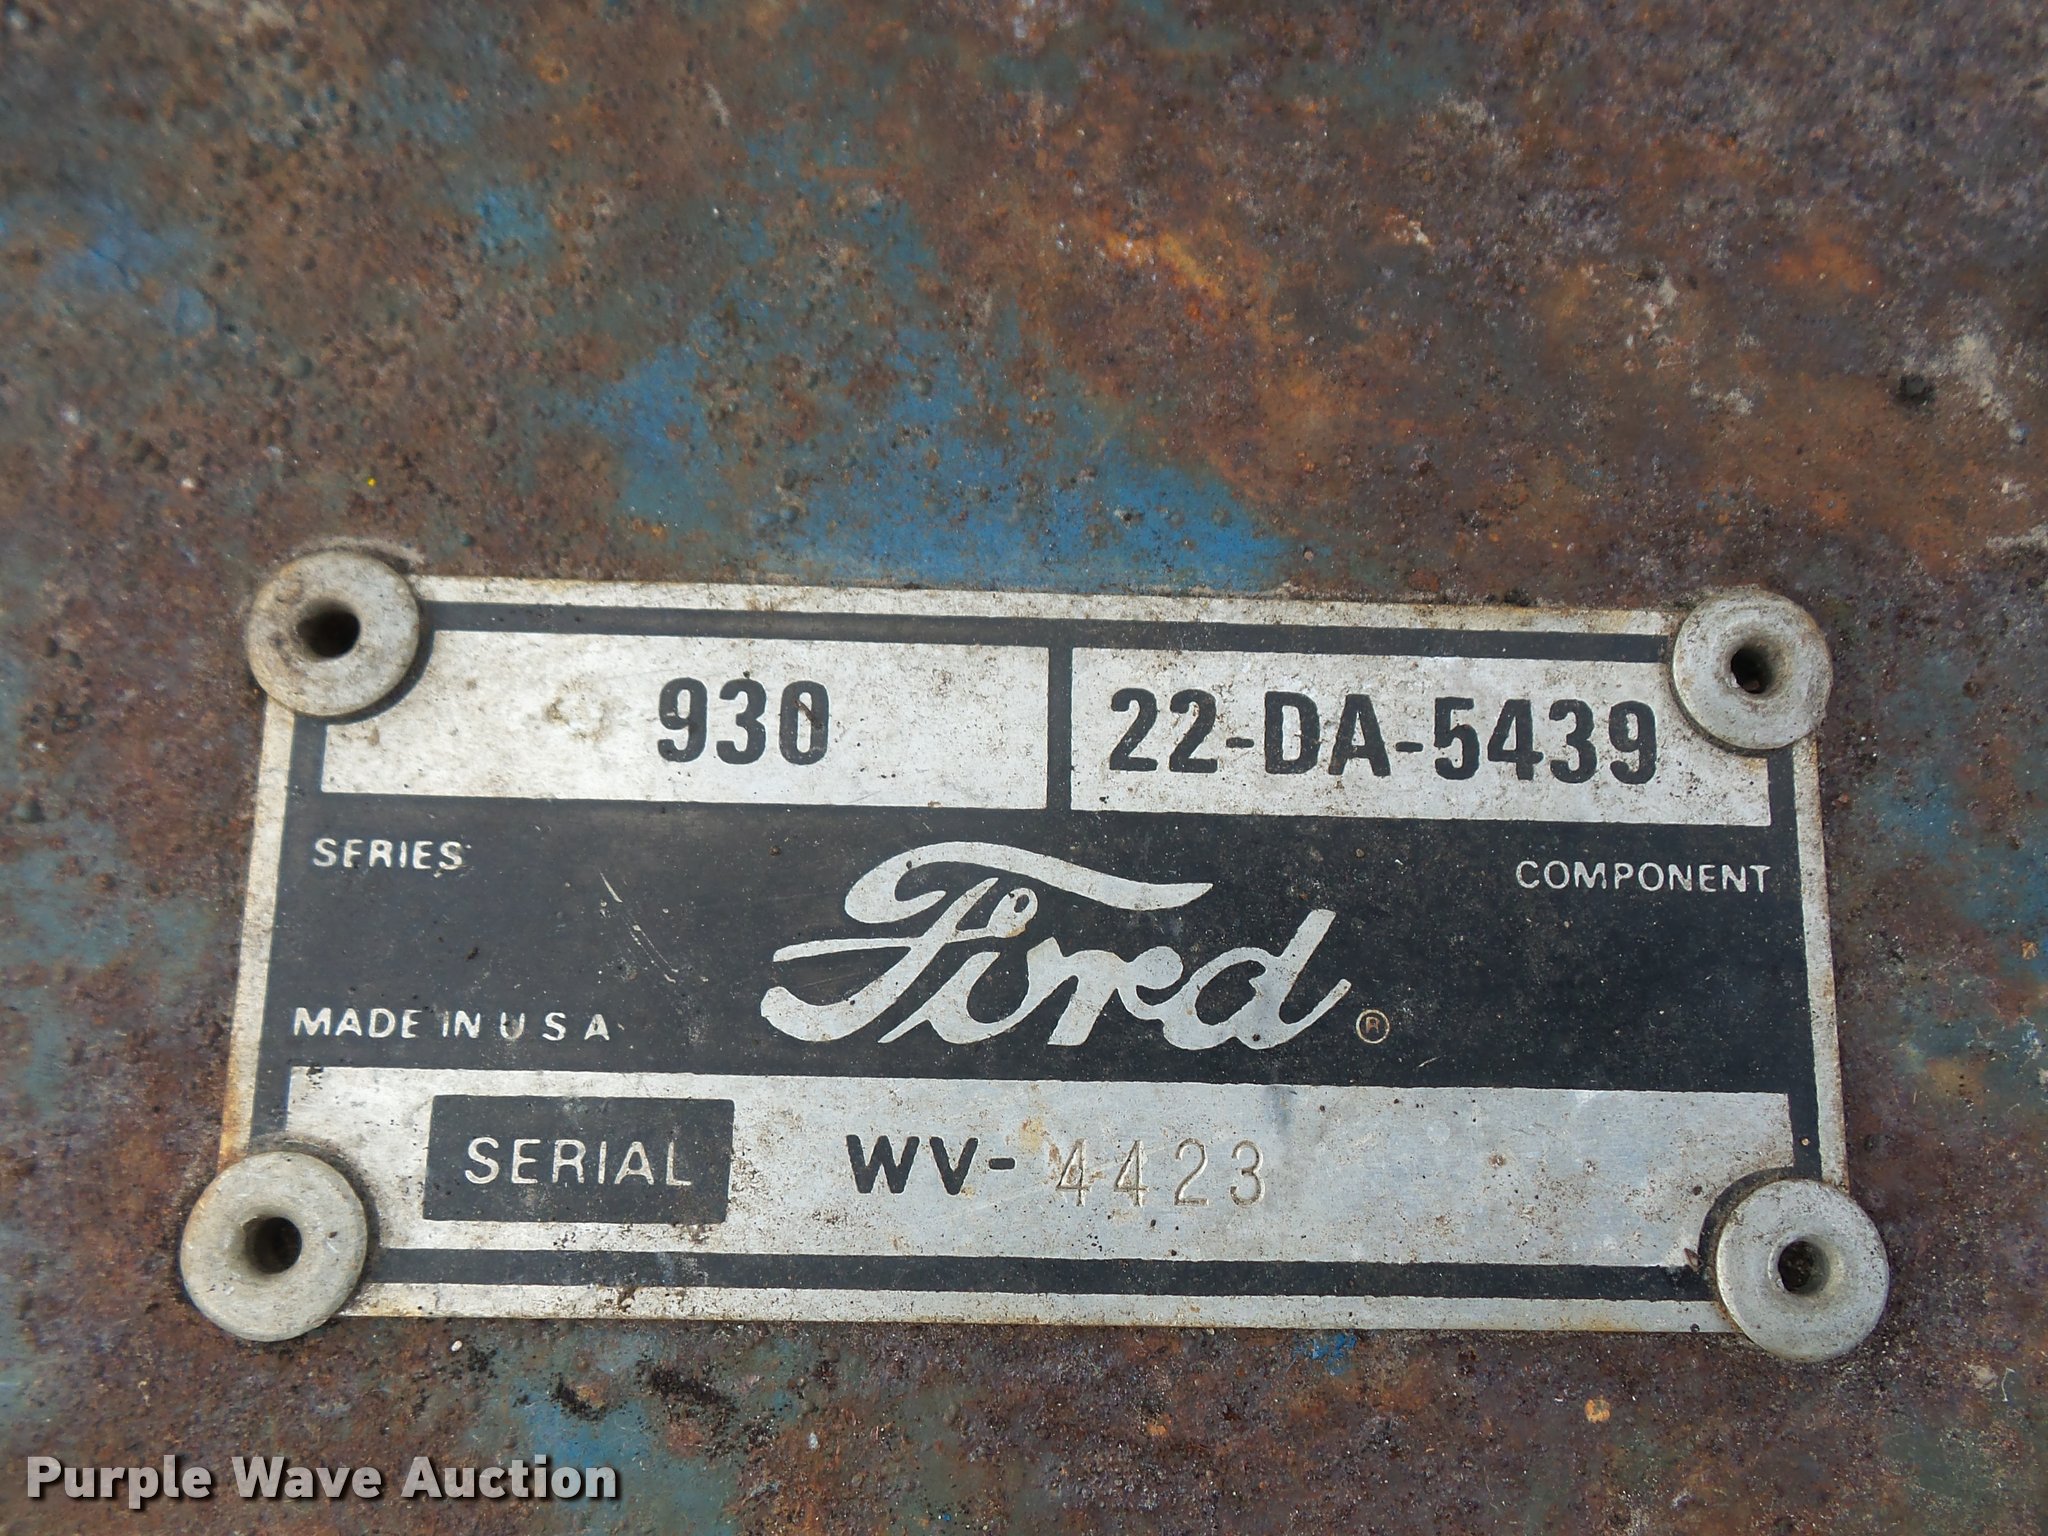 930 22-DA-5439
SERIES COMPONENT
Ford ®
MADE IN U S A
SERIAL WV-4423
Purple Wave Auction